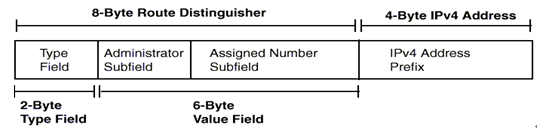 8-Byte Route Distinguisher
4-Byte IPv4 Address
Type
Field
Administrator
Subfield
Assigned Number
Subfield
IPv4 Address
Prefix
2-Byte
Type Field
6-Byte
Value Field